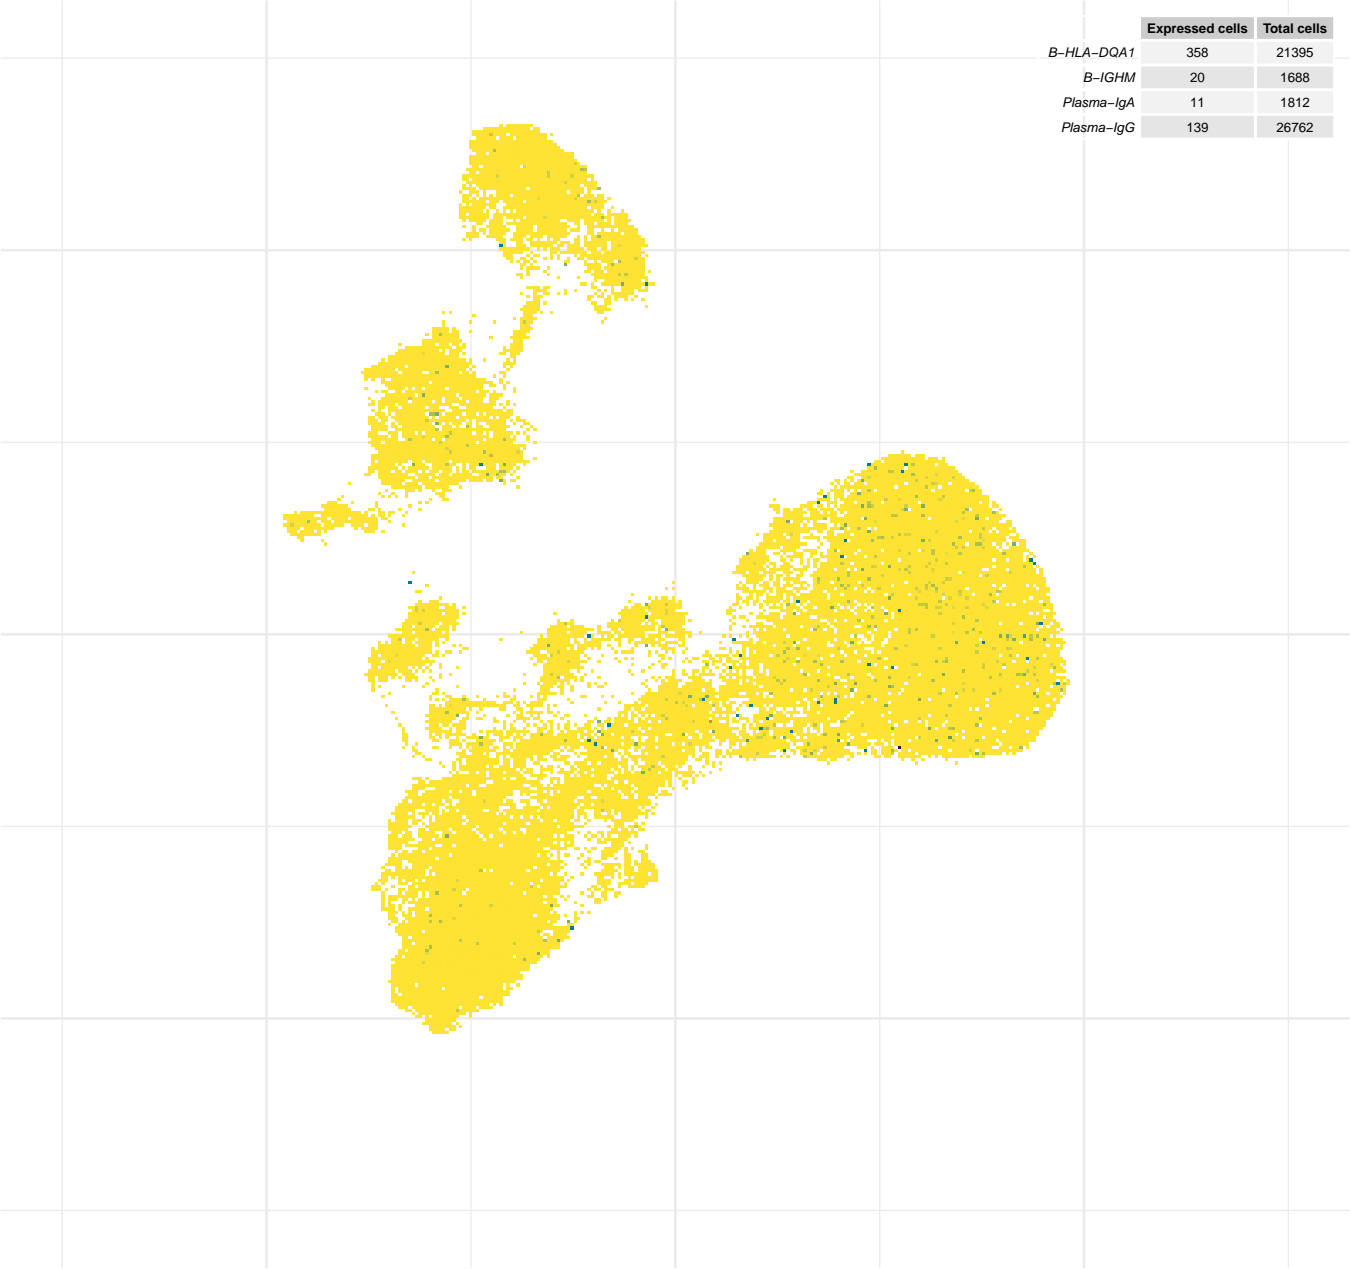 Expressed cells Total cells
B−HLA−DQA1 358 21395
B−IGHM 20 1688
Plasma−IgA 11 1812
Plasma−IgG 139 26762